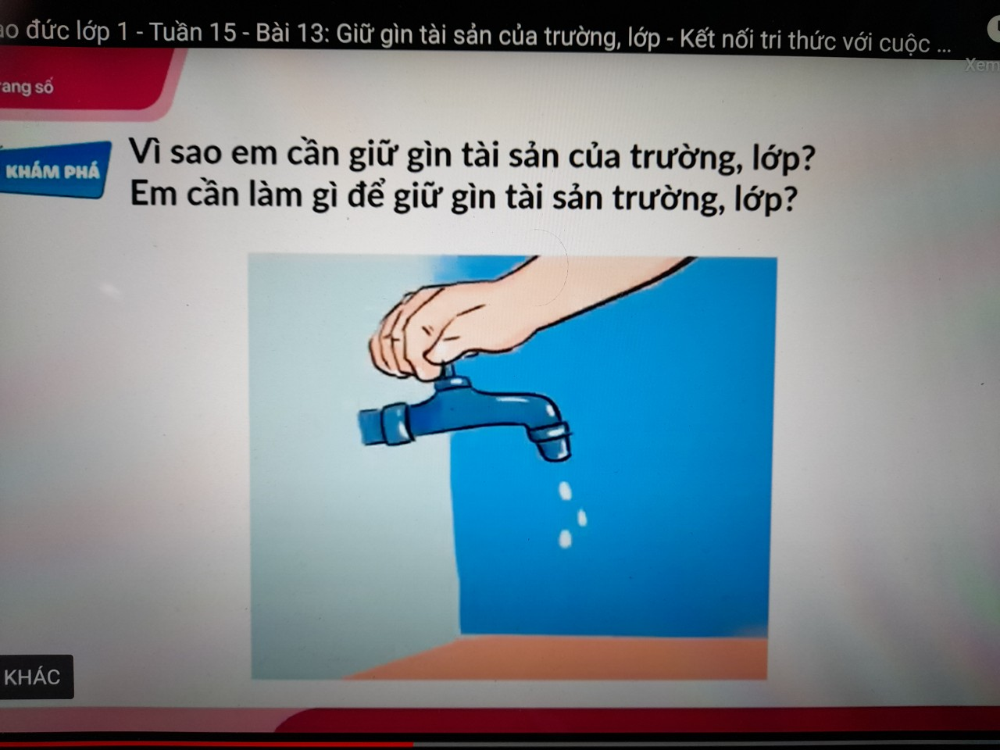 ao đức lớp 1 - Tuần 15 - Bài 13: Giữ gìn tài sản của trường, lớp - Kết nối tri thức với cuộc ...
Xem
rang số
KHÁM PHÁ
Vì sao em cần giữ gìn tài sản của trường, lớp?
Em cần làm gì để giữ gìn tài sản trường, lớp?
KHÁC